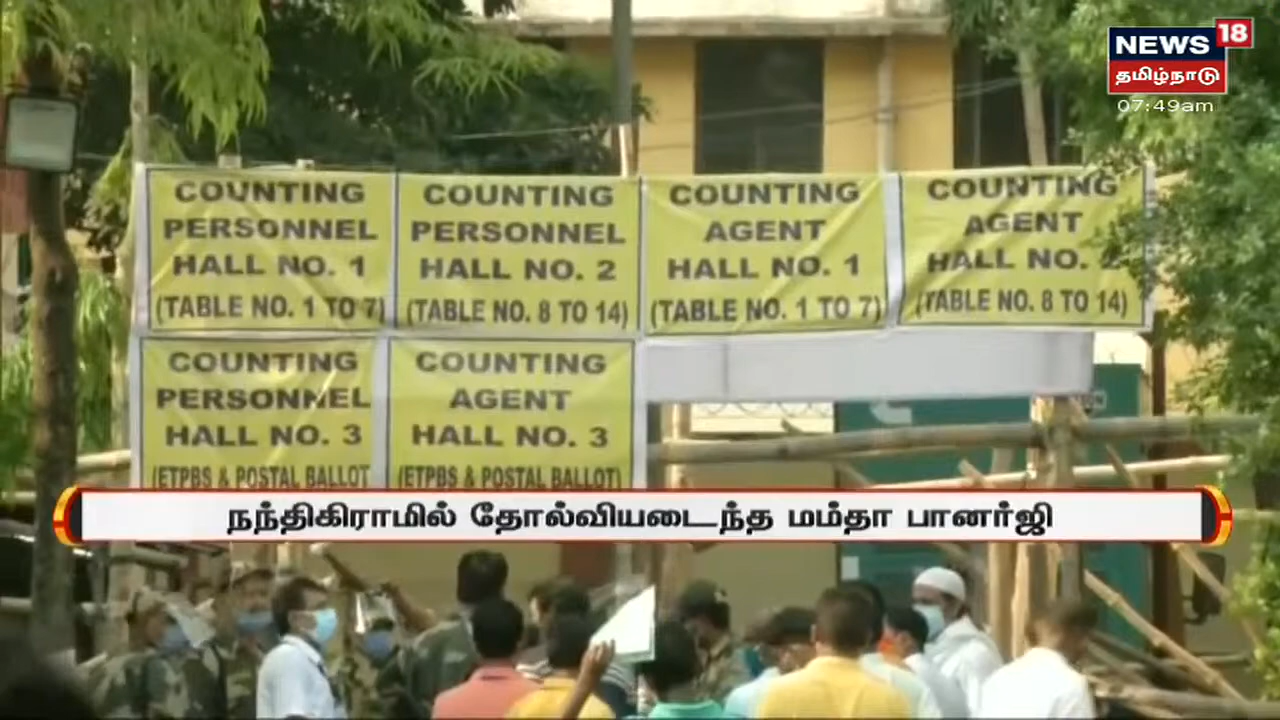 NEWS 18
தமிழ்நாடு
07:49am
COUNTING
PERSONNEL
HALL NO. 1
(TABLE NO. 1 TO 7)
COUNTING
PERSONNEL
HALL NO. 2
(TABLE NO. 8 TO 14)
COUNTING
AGENT
HALL NO. 1
(TABLE NO. 1 TO 7)
COUNTING
AGENT
HALL NO.
(TABLE NO. 8 TO 14)
COUNTING
PERSONNEL
HALL NO. 3
(ETPBS & POSTAL BALLOT
COUNTING
AGENT
HALL NO. 3
(ETPBS & POSTAL BALLOT)
நந்திகிராமில் தோல்வியடைந்த மம்தா பானர்ஜி